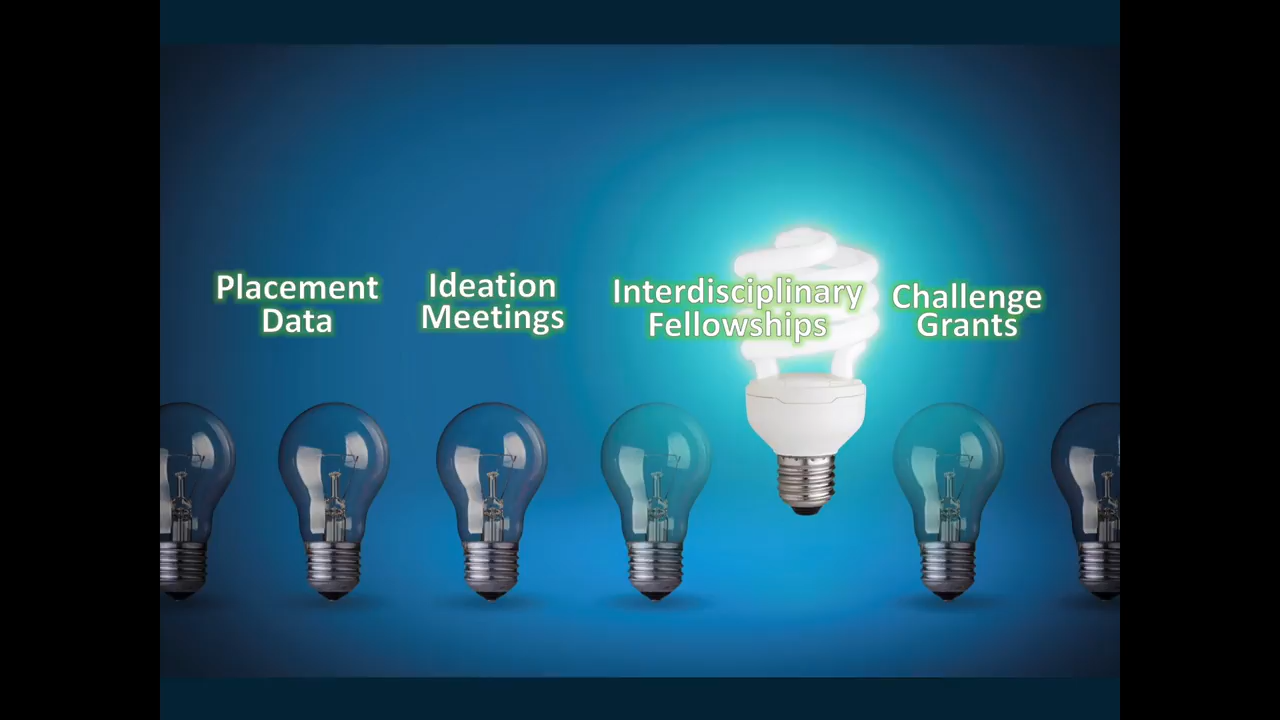 Placement
Data
Ideation
Meetings
Interdisciplinary
Fellowships
Challenge
Grants